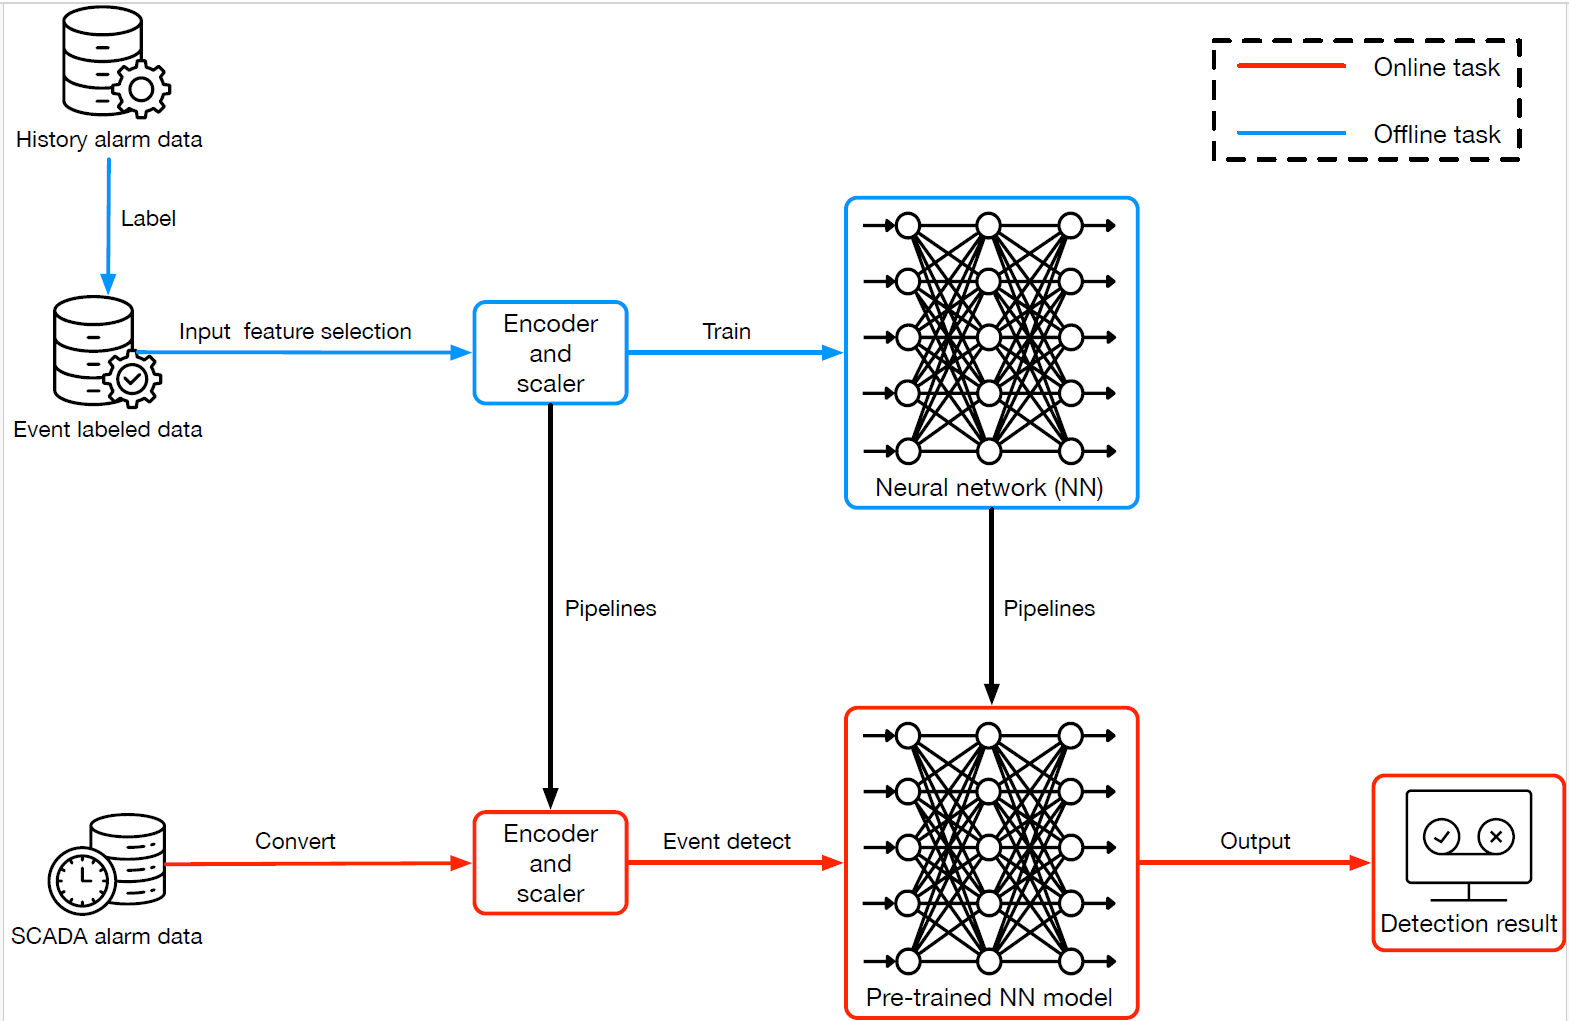 Online task
Offline task
History alarm data
Label
Input feature selection
Encoder
and
scaler
Train
Event labeled data
Neural network (NN)
Pipelines
Pipelines
Convert
Encoder
and
scaler
Event detect
Output
SCADA alarm data
Pre-trained NN model
Detection result